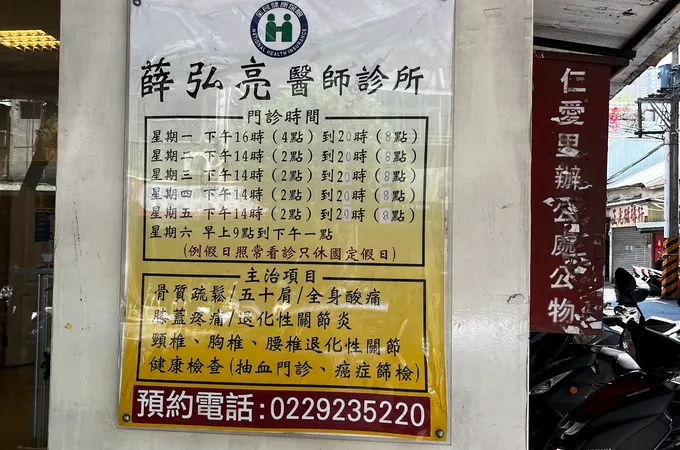 全民健康保險
NATIONAL HEALTH INSURANCE
薛弘亮醫師診所
門診時間
星期一 下午16時(4點)到20時(8點)
星期二 下午14時(2點)到20時(8點)
星期三 下午14時(2點)到20時(8點)
星期四 下午14時(2點)到20時(8點)
星期五 下午14時(2點)到20時(8點)
星期六 早上9點到下午一點
(例假日照常看診只休國定假日)
主治項目
骨質疏鬆/五十肩/全身酸痛
膝蓋疼痛/退化性關節炎
頸椎、胸椎、腰椎退化性關節
健康檢查(抽血門診、癌症篩檢)
預約電話:0229235220
仁愛里辦公處公物